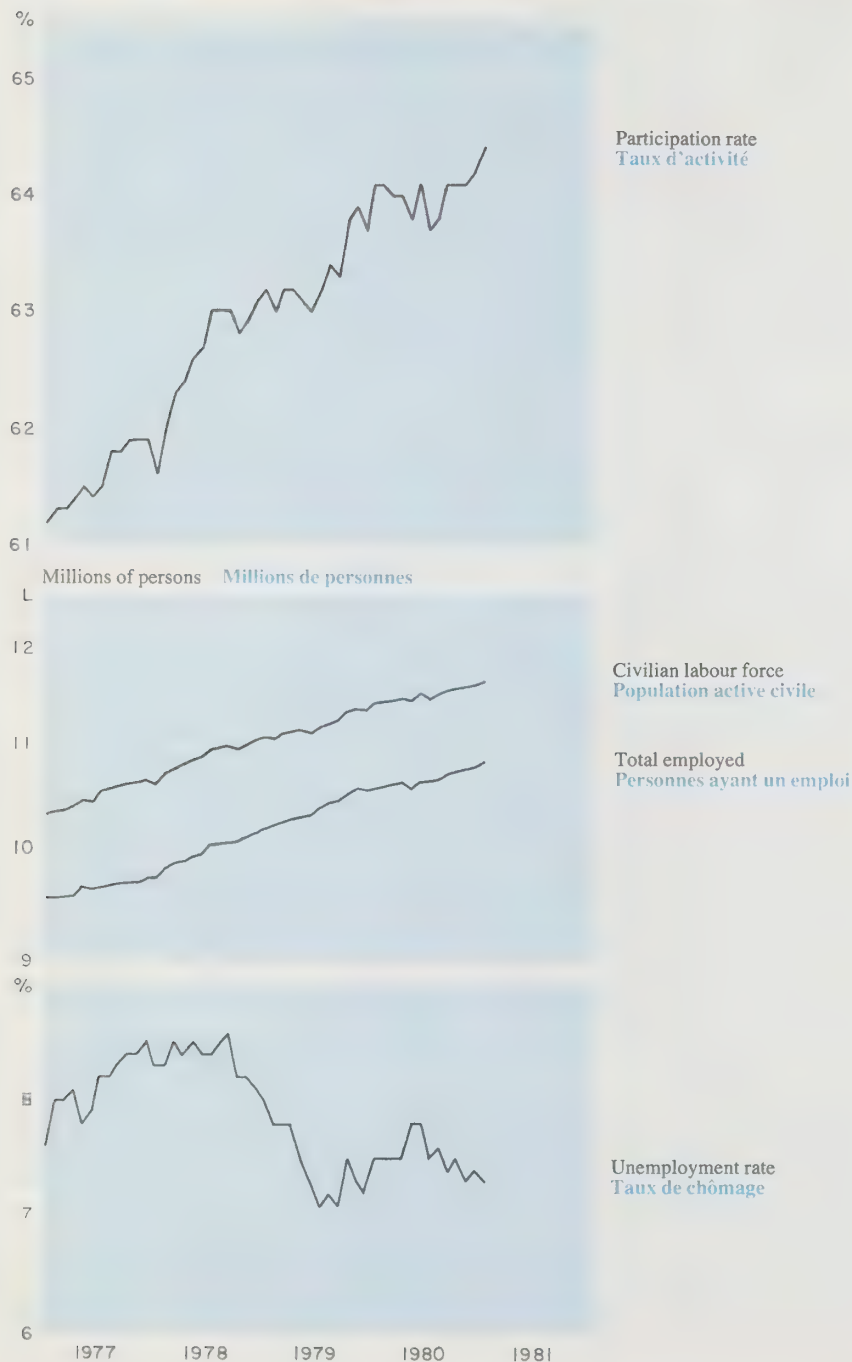 %
65
Participation rate
Taux d'activité
64
63
62
61
Millions of persons Millions de personnes
L
12
Civilian labour force
Population active civile
11
Total employed
Personnes ayant un emploi
10
9
%
8
Unemployment rate
Taux de chômage
7
6
1977 1978 1979 1980 1981